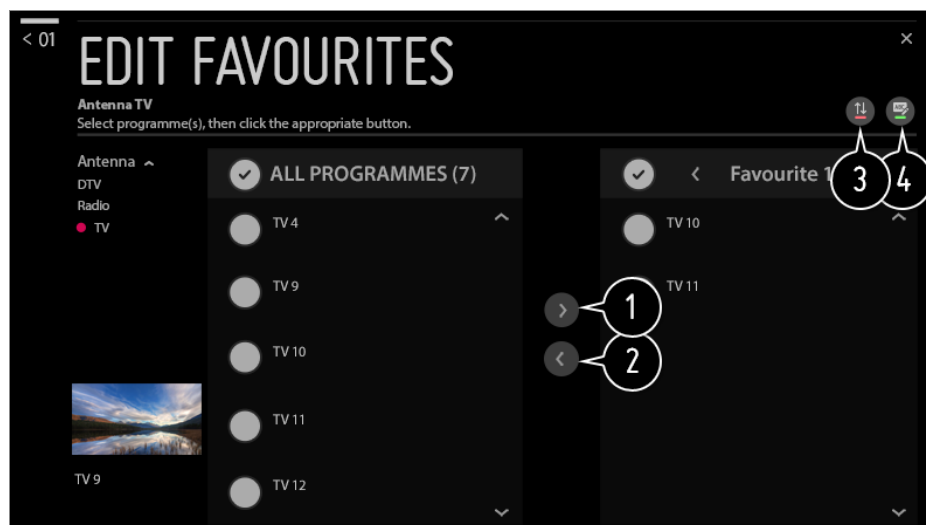 < 01
EDIT FAVOURITES
×
Antenna TV
Select programme(s), then click the appropriate button.
Antenna
DTV
Radio
TV
ALL PROGRAMMES (7)
TV 4
TV 9
TV 10
TV 11
TV 12
Favourite 1
TV 10
TV 11
1
2
3
4
ABC
TV 9